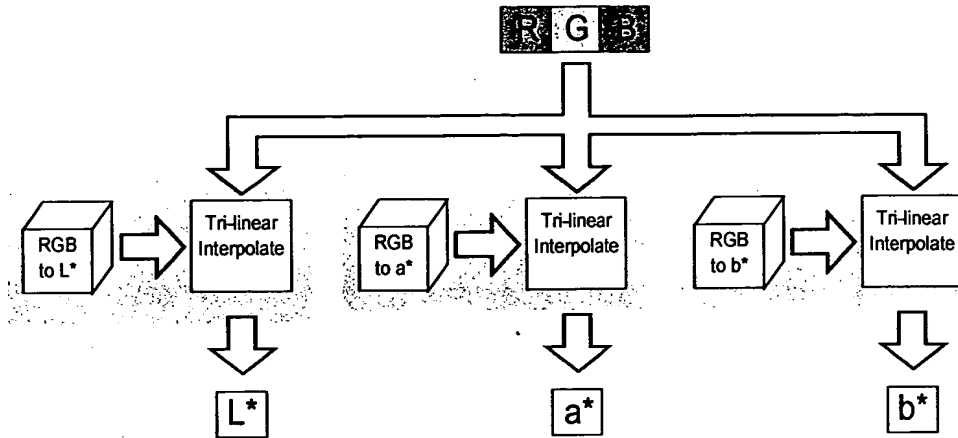 R G B
RGB
to L*
Tri-linear
Interpolate
RGB
to a*
Tri-linear
Interpolate
RGB
to b*
Tri-linear
Interpolate
L*
a*
b*